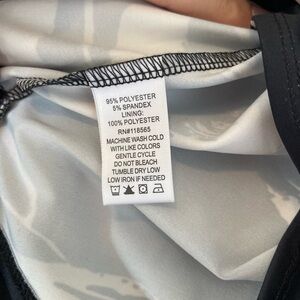 95% POLYESTER
5% SPANDEX
LINING:
100% POLYESTER
RN#118565
MACHINE WASH COLD
WITH LIKE COLORS
GENTLE CYCLE
DO NOT BLEACH
TUMBLE DRY LOW
LOW IRON IF NEEDED